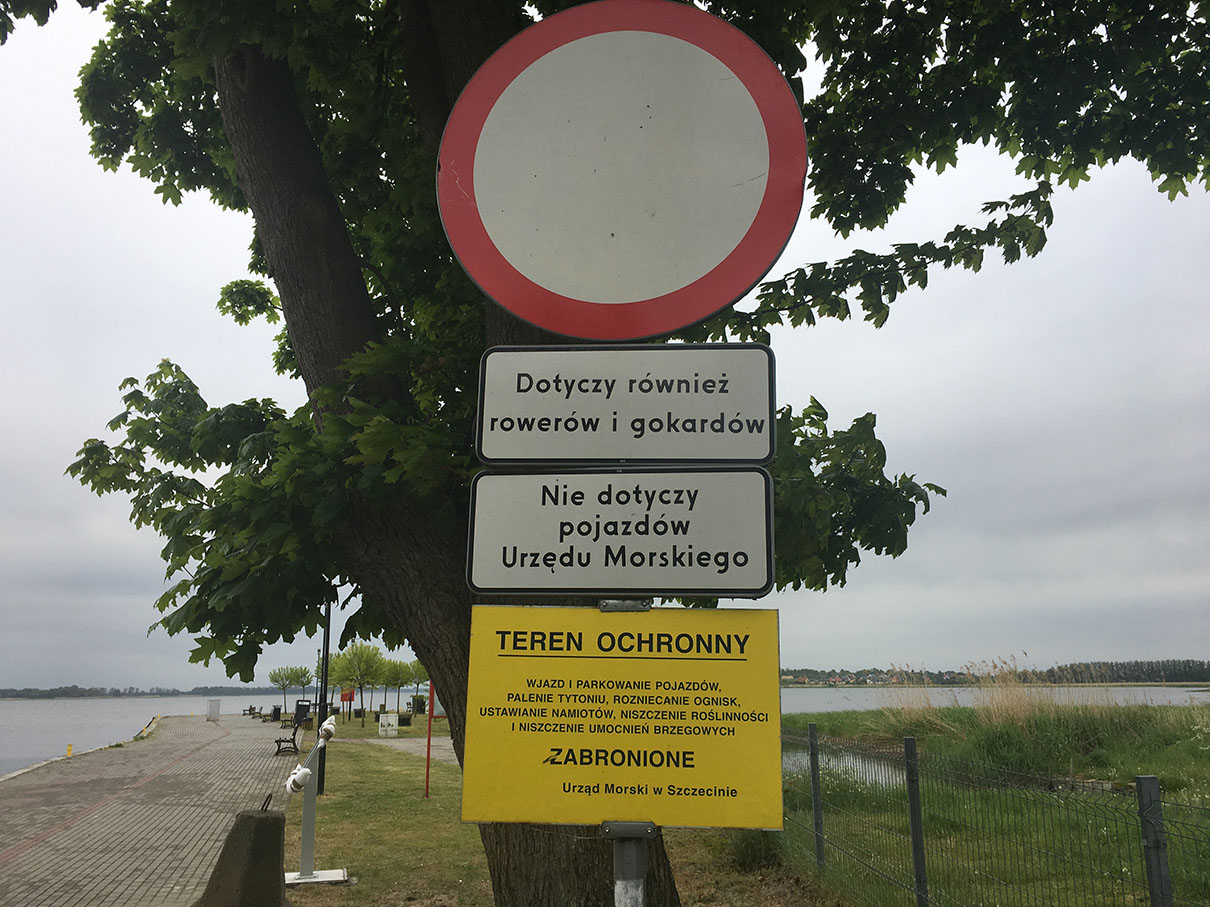 Dotyczy również
rowerów i gokardów
Nie dotyczy
pojazdów
Urzędu Morskiego
TEREN OCHRONNY
WJAZD I PARKOWANIE POJAZDÓW,
PALENIE TYTONIU, ROZNIECANIE OGNISK,
USTAWIANIE NAMIOTÓW, NISZCZENIE ROŚLINNOŚCI
I NISZCZENIE UMOCNIEŃ BRZEGOWYCH
ZABRONIONE
Urząd Morski w Szczecinie